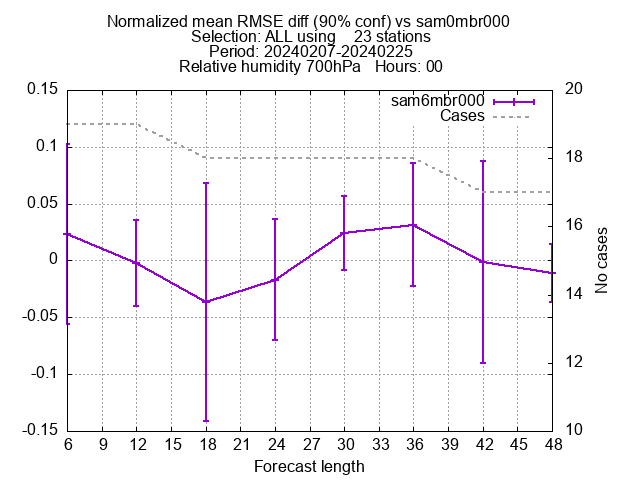 Normalized mean RMSE diff (90% conf) vs sam0mbr000
Selection: ALL using    23 stations
Period: 20240207-20240225
Relative humidity 700hPa   Hours: 00
sam6mbr000
Cases
0.15
0.1
0.05
0
-0.05
-0.1
-0.15
20
18
16
14
12
10
No cases
6 9 12 15 18 21 24 27 30 33 36 39 42 45 48
Forecast length